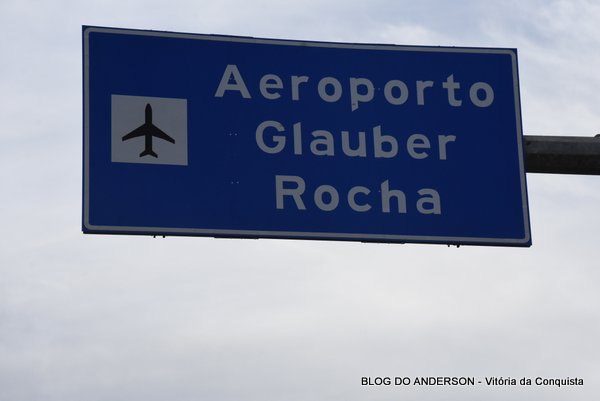 Aeroporto
Glauber
Rocha
BLOG DO ANDERSON - Vitória da Conquista